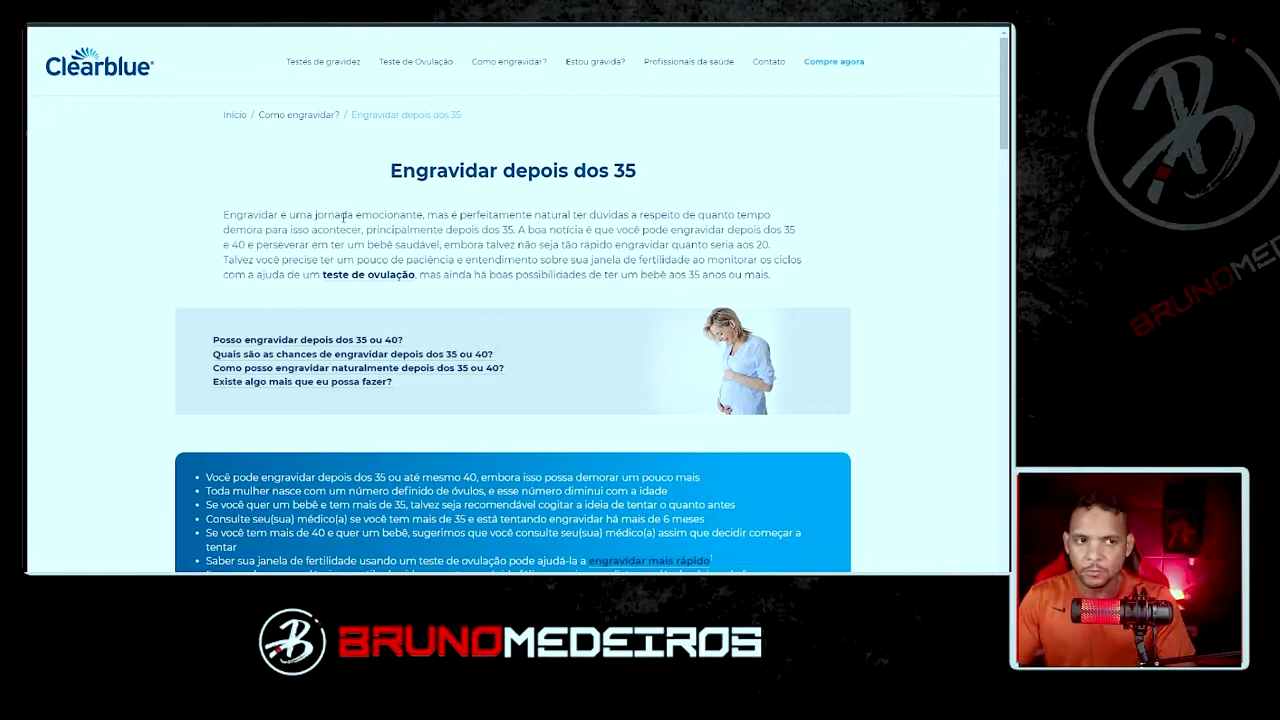 Clearblue
Testes de gravidez Teste de Ovulação Como engravidar? Estou grávida? Profissionais da saúde Contato Compre agora
Início / Como engravidar? / Engravidar depois dos 35
Engravidar depois dos 35
Engravidar é uma jornada emocionante, mas é perfeitamente natural ter dúvidas a respeito de quanto tempo
demora para isso acontecer, principalmente depois dos 35. A boa notícia é que você pode engravidar depois dos 35
e 40 e perseverar em ter um bebê saudável, embora talvez não seja tão rápido engravidar quanto seria aos 20.
Talvez você precise ter um pouco de paciência e entendimento sobre sua janela de fertilidade ao monitorar os ciclos
com a ajuda de um teste de ovulação, mas ainda há boas possibilidades de ter um bebê aos 35 anos ou mais.
Posso engravidar depois dos 35 ou 40?
Quais são as chances de engravidar depois dos 35 ou 40?
Como posso engravidar naturalmente depois dos 35 ou 40?
Existe algo mais que eu possa fazer?
• Você pode engravidar depois dos 35 ou até mesmo 40, embora isso possa demorar um pouco mais
• Toda mulher nasce com um número definido de óvulos, e esse número diminui com a idade
• Se você quer um bebê e tem mais de 35, talvez seja recomendável cogitar a ideia de tentar o quanto antes
• Consulte seu(sua) médico(a) se você tem mais de 35 e está tentando engravidar há mais de 6 meses
• Se você tem mais de 40 e quer um bebê, sugerimos que você consulte seu(sua) médico(a) assim que decidir começar a
tentar
• Saber sua janela de fertilidade usando um teste de ovulação pode ajudá-la a engravidar mais rápido¹
B BRUNOMEDEIROS
B
BRUNOMED